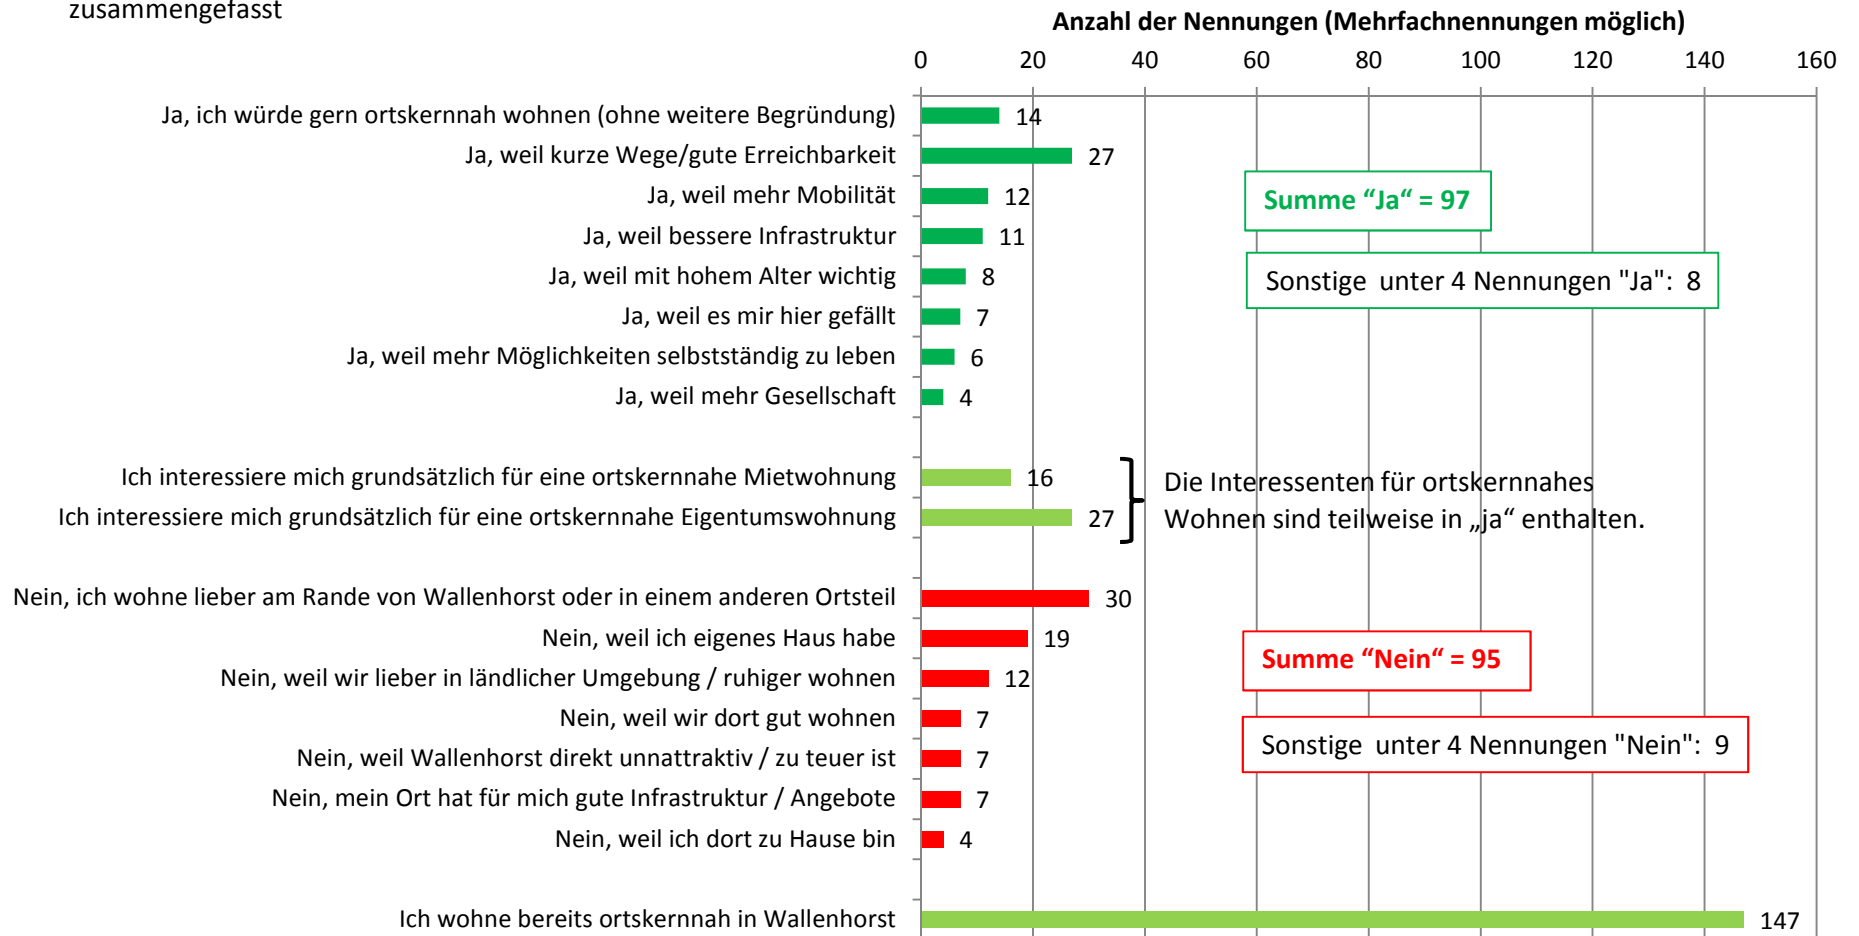 zusammengefasst
Anzahl der Nennungen (Mehrfachnennungen möglich)
0 20 40 60 80 100 120 140 160
Ja, ich würde gern ortskernnah wohnen (ohne weitere Begründung) 14
Ja, weil kurze Wege/gute Erreichbarkeit 27
Ja, weil mehr Mobilität 12
Summe “Ja“ = 97
Ja, weil bessere Infrastruktur 11
Ja, weil mit hohem Alter wichtig 8
Sonstige unter 4 Nennungen "Ja": 8
Ja, weil es mir hier gefällt 7
Ja, weil mehr Möglichkeiten selbstständig zu leben 6
Ja, weil mehr Gesellschaft 4
Ich interessiere mich grundsätzlich für eine ortskernnahe Mietwohnung 16
Ich interessiere mich grundsätzlich für eine ortskernnahe Eigentumswohnung 27
Die Interessenten für ortskernnahes
Wohnen sind teilweise in „ja“ enthalten.
Nein, ich wohne lieber am Rande von Wallenhorst oder in einem anderen Ortsteil 30
Nein, weil ich eigenes Haus habe 19
Summe “Nein“ = 95
Nein, weil wir lieber in ländlicher Umgebung / ruhiger wohnen 12
Nein, weil wir dort gut wohnen 7
Sonstige unter 4 Nennungen "Nein": 9
Nein, weil Wallenhorst direkt unnattraktiv / zu teuer ist 7
Nein, mein Ort hat für mich gute Infrastruktur / Angebote 7
Nein, weil ich dort zu Hause bin 4
Ich wohne bereits ortskernnah in Wallenhorst 147